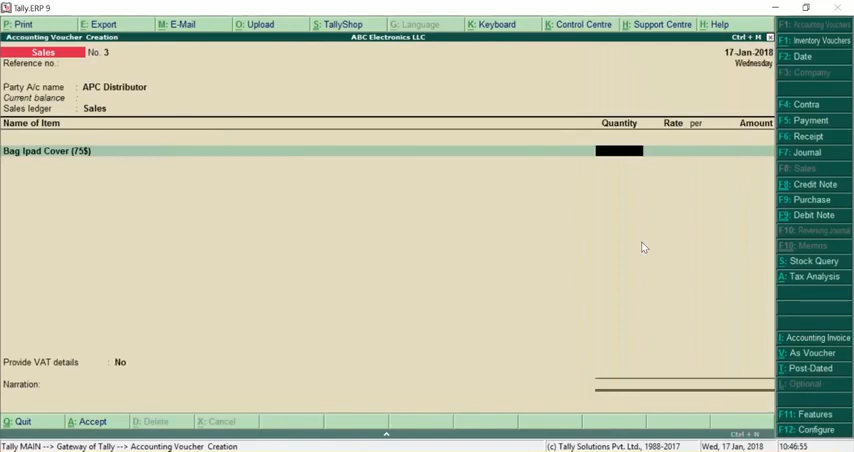 Tally.ERP 9
P: Print E: Export M: E-Mail O: Upload S: TallyShop G: Language K: Keyboard K: Control Centre H: Support Centre H: Help
Accounting Voucher Creation ABC Electronics LLC Ctrl + M
Sales No. 3 17-Jan-2018
Reference no.: Wednesday
Party A/c name : APC Distributor
Current balance :
Sales ledger : Sales
Name of Item Quantity Rate per Amount
Bag Ipad Cover (75$)
Provide VAT details : No
Narration:
Q: Quit A: Accept D: Delete X: Cancel
Ctrl + N
Tally MAIN --> Gateway of Tally --> Accounting Voucher Creation (c) Tally Solutions Pvt. Ltd., 1988-2017 Wed, 17 Jan, 2018 10:46:55
F1: Accounting Vouchers
F1: Inventory Vouchers
F2: Date
F3: Company
F4: Contra
F5: Payment
F6: Receipt
F7: Journal
F8: Sales
F8: Credit Note
F9: Purchase
F9: Debit Note
F10: Reversing Journal
F10: Memos
S: Stock Query
A: Tax Analysis
I: Accounting Invoice
V: As Voucher
T: Post-Dated
L: Optional
F11: Features
F12: Configure